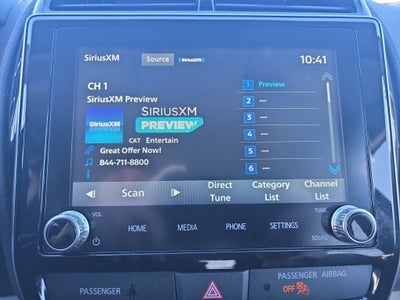 SiriusXM Source SiriusXM 10:41
CH 1
SiriusXM Preview
SiriusXM
SiriusXM
PREVIEW
CAT Entertain
Great Offer Now!
844-711-8800
1 Preview
2 ---
3 ---
4 ---
5 ---
6 ---
Scan
Direct Tune
Category List
Channel List
VOL
HOME MEDIA PHONE SETTINGS
TUNE
SOUND
PASSENGER
PASSENGER AIRBAG
OFF